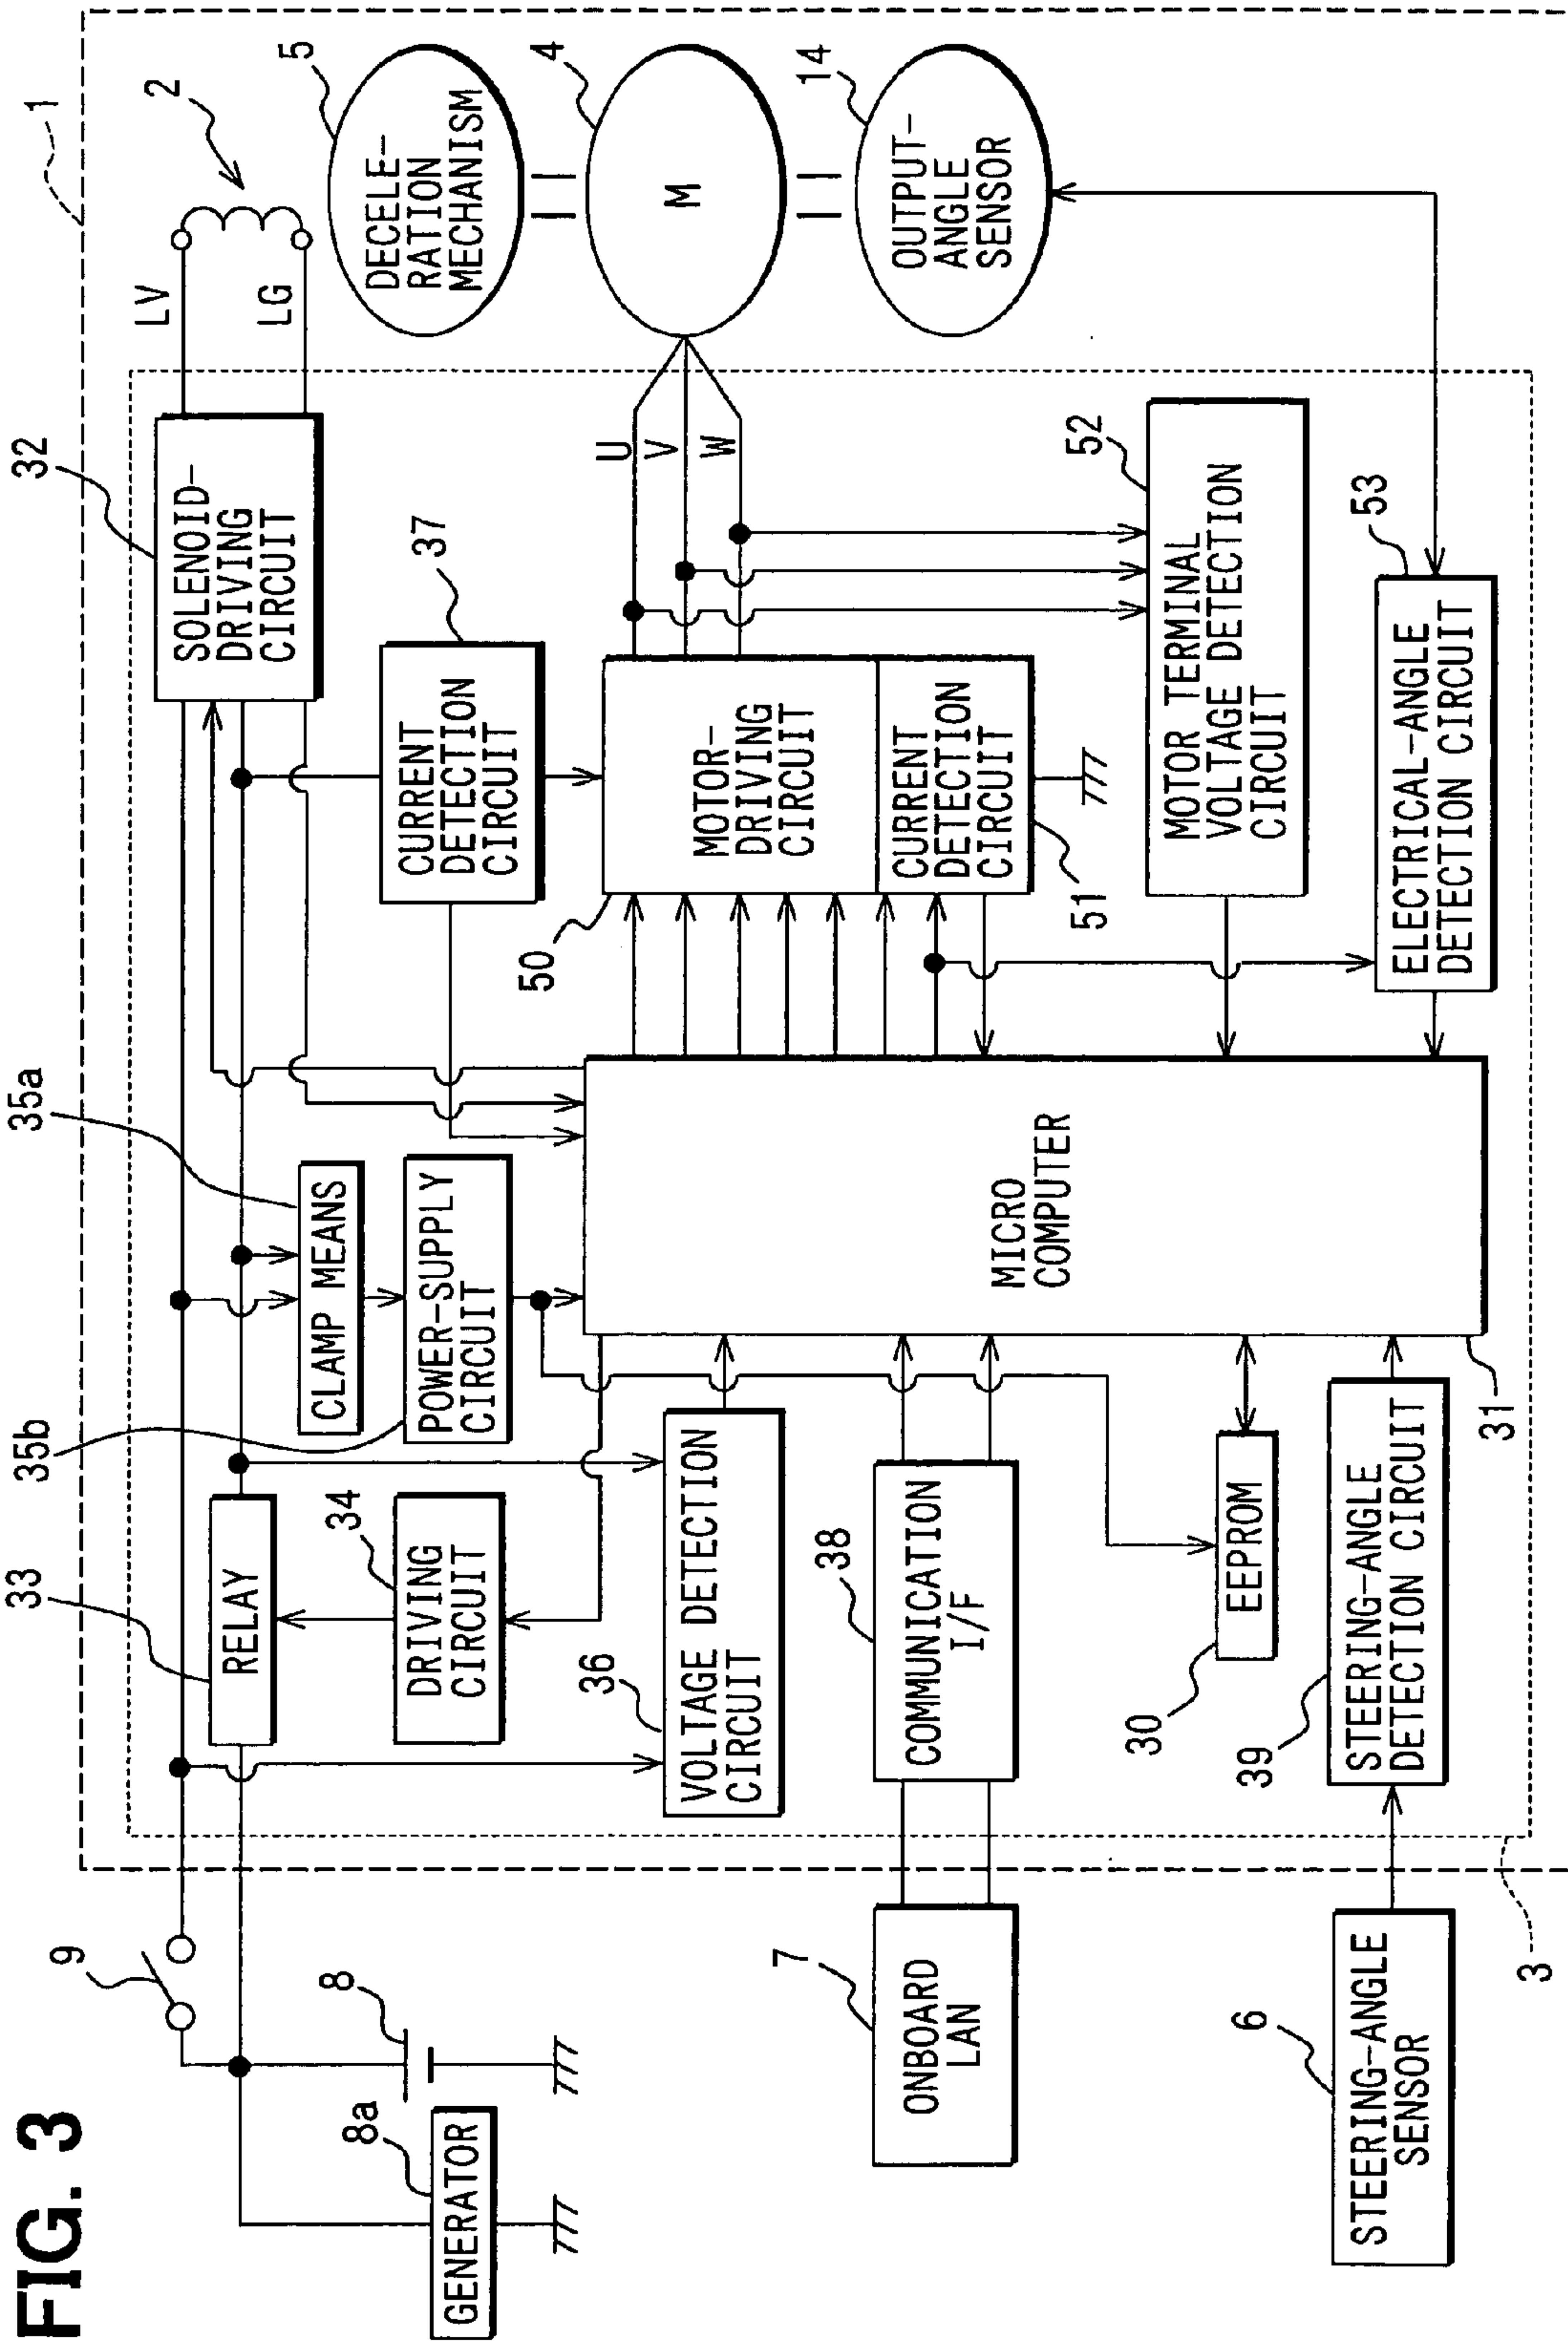 FIG. 3
1
2
5
DECELE-
RATION
MECHANISM
4
M
14
OUTPUT-
ANGLE
SENSOR
LV
LG
32
SOLENOID-
DRIVING
CIRCUIT
37
CURRENT
DETECTION
CIRCUIT
U
V
W
50
MOTOR-
DRIVING
CIRCUIT
CURRENT
DETECTION
CIRCUIT
51
52
MOTOR TERMINAL
VOLTAGE DETECTION
CIRCUIT
53
ELECTRICAL-ANGLE
DETECTION CIRCUIT
35a
CLAMP MEANS
35b
POWER-SUPPLY
CIRCUIT
MICRO
COMPUTER
31
33
RELAY
34
DRIVING
CIRCUIT
36
VOLTAGE DETECTION
CIRCUIT
38
COMMUNICATION
I/F
30
EEPROM
39
STEERING-ANGLE
DETECTION CIRCUIT
3
9
8
8a
GENERATOR
7
ONBOARD
LAN
6
STEERING-ANGLE
SENSOR